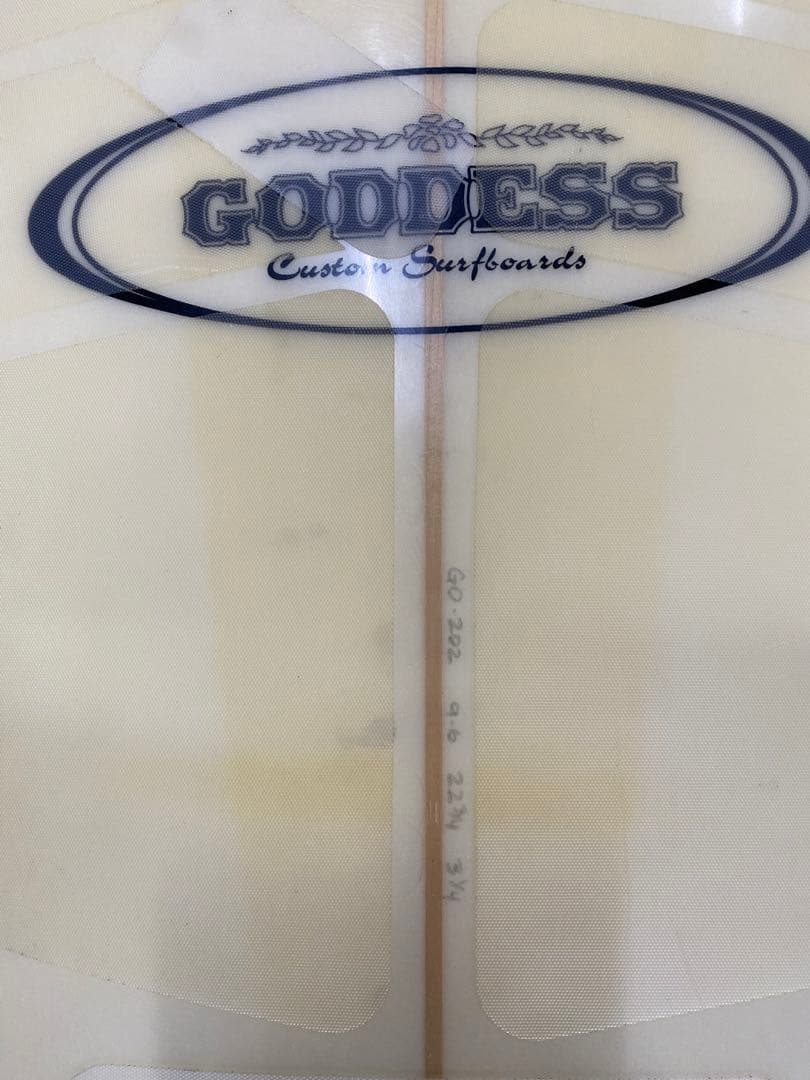 GODDESS
Custom Surfboards
GO-202 9-6 22¾ 3¼